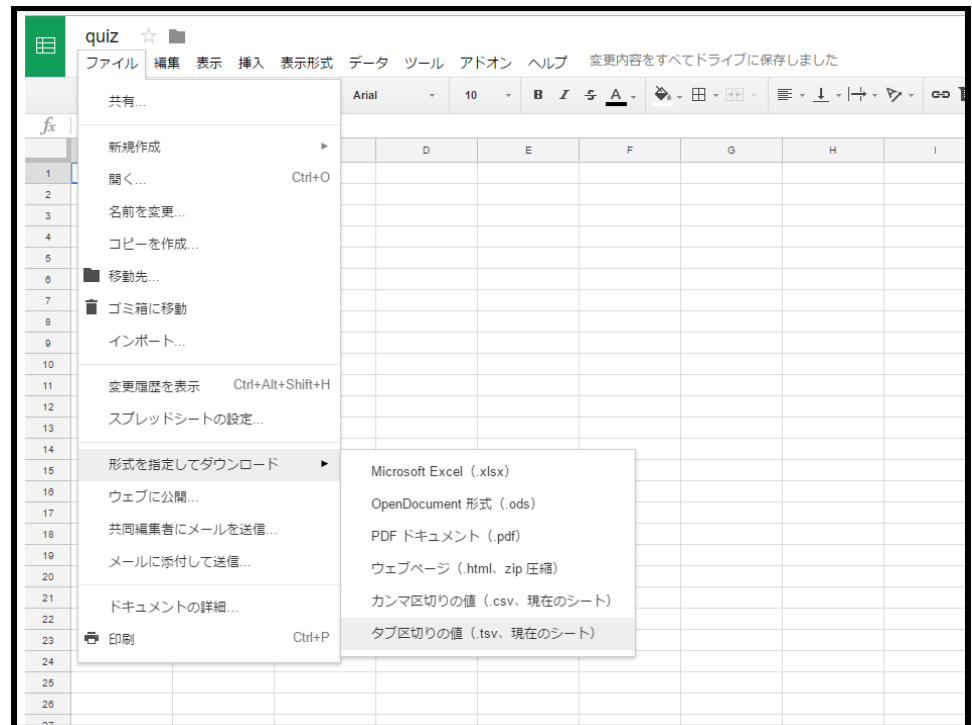 quiz
ファイル 編集 表示 挿入 表示形式 データ ツール アドオン ヘルプ 変更内容をすべてドライブに保存しました
Arial 10 B I S A
fx
D E F G H I
共有...
新規作成
開く... Ctrl+O
名前を変更...
コピーを作成...
移動先...
ゴミ箱に移動
インポート...
変更履歴を表示 Ctrl+Alt+Shift+H
スプレッドシートの設定...
形式を指定してダウンロード
ウェブに公開...
共同編集者にメールを送信...
メールに添付して送信...
ドキュメントの詳細...
印刷 Ctrl+P
Microsoft Excel（.xlsx）
OpenDocument 形式（.ods）
PDF ドキュメント（.pdf）
ウェブページ（.html、zip 圧縮）
カンマ区切りの値（.csv、現在のシート）
タブ区切りの値（.tsv、現在のシート）
1
2
3
4
5
6
7
8
9
10
11
12
13
14
15
16
17
18
19
20
21
22
23
24
25
26
27